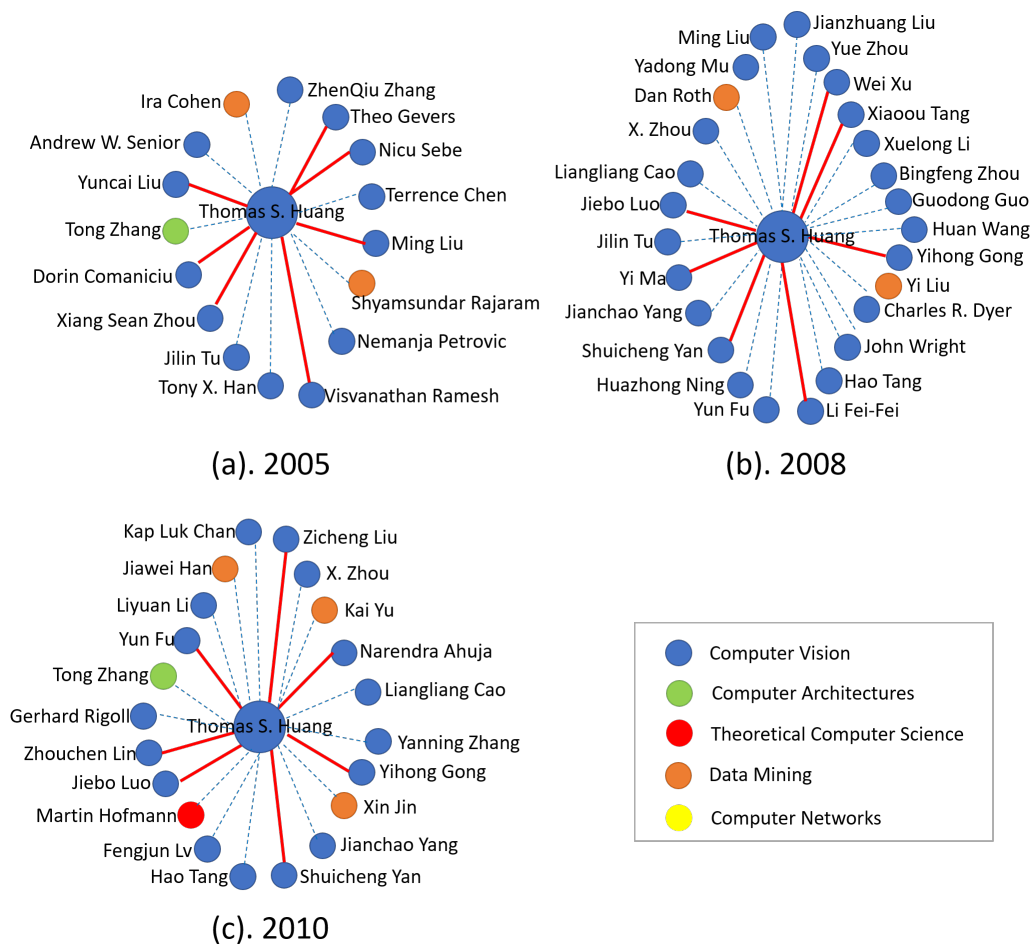 ZhenQiu Zhang
Ira Cohen
Theo Gevers
Andrew W. Senior
Nicu Sebe
Yuncai Liu
Terrence Chen
Thomas S. Huang
Tong Zhang
Ming Liu
Dorin Comaniciu
Shyamsundar Rajaram
Xiang Sean Zhou
Nemanja Petrovic
Jilin Tu
Tony X. Han
Visvanathan Ramesh
(a). 2005
Jianzhuang Liu
Ming Liu
Yue Zhou
Yadong Mu
Wei Xu
Dan Roth
Xiaoou Tang
X. Zhou
Xuelong Li
Liangliang Cao
Bingfeng Zhou
Jiebo Luo
Guodong Guo
Huan Wang
Thomas S. Huang
Jilin Tu
Yihong Gong
Yi Ma
Yi Liu
Jianchao Yang
Charles R. Dyer
Shuicheng Yan
John Wright
Huazhong Ning
Hao Tang
Yun Fu
Li Fei-Fei
(b). 2008
Kap Luk Chan
Zicheng Liu
Jiawei Han
X. Zhou
Liyuan Li
Kai Yu
Yun Fu
Narendra Ahuja
Tong Zhang
Liangliang Cao
Gerhard Rigoll
Thomas S. Huang
Yanning Zhang
Zhouchen Lin
Yihong Gong
Jiebo Luo
Xin Jin
Martin Hofmann
Jianchao Yang
Fengjun Lv
Hao Tang
Shuicheng Yan
(c). 2010
Computer Vision
Computer Architectures
Theoretical Computer Science
Data Mining
Computer Networks